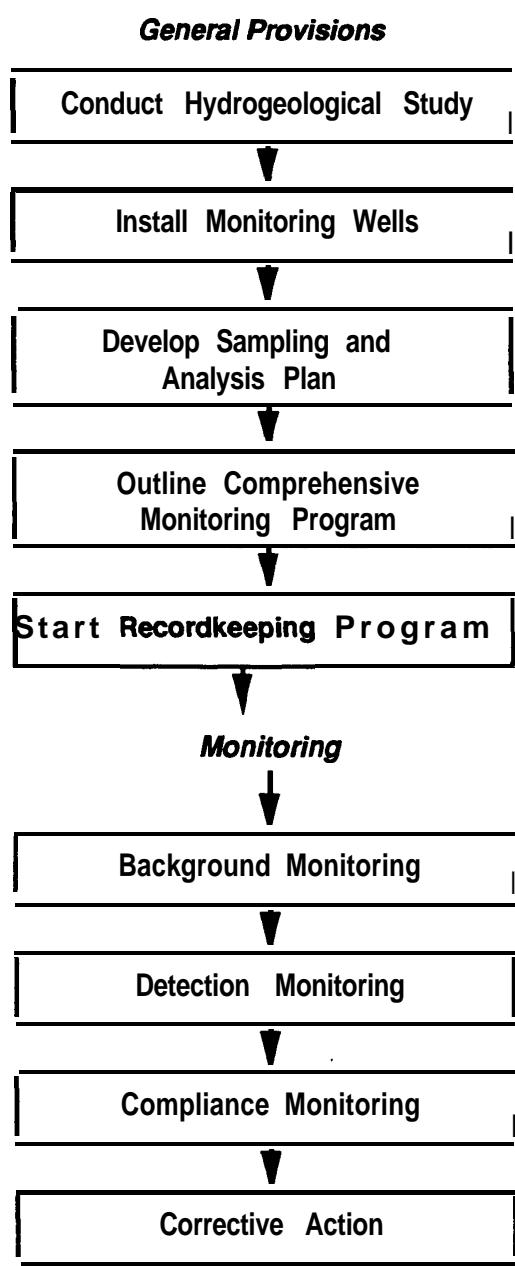 General Provisions
Conduct Hydrogeological Study
Install Monitoring Wells
Develop Sampling and
Analysis Plan
Outline Comprehensive
Monitoring Program
Start Recordkeeping Program
Monitoring
Background Monitoring
Detection Monitoring
Compliance Monitoring
Corrective Action